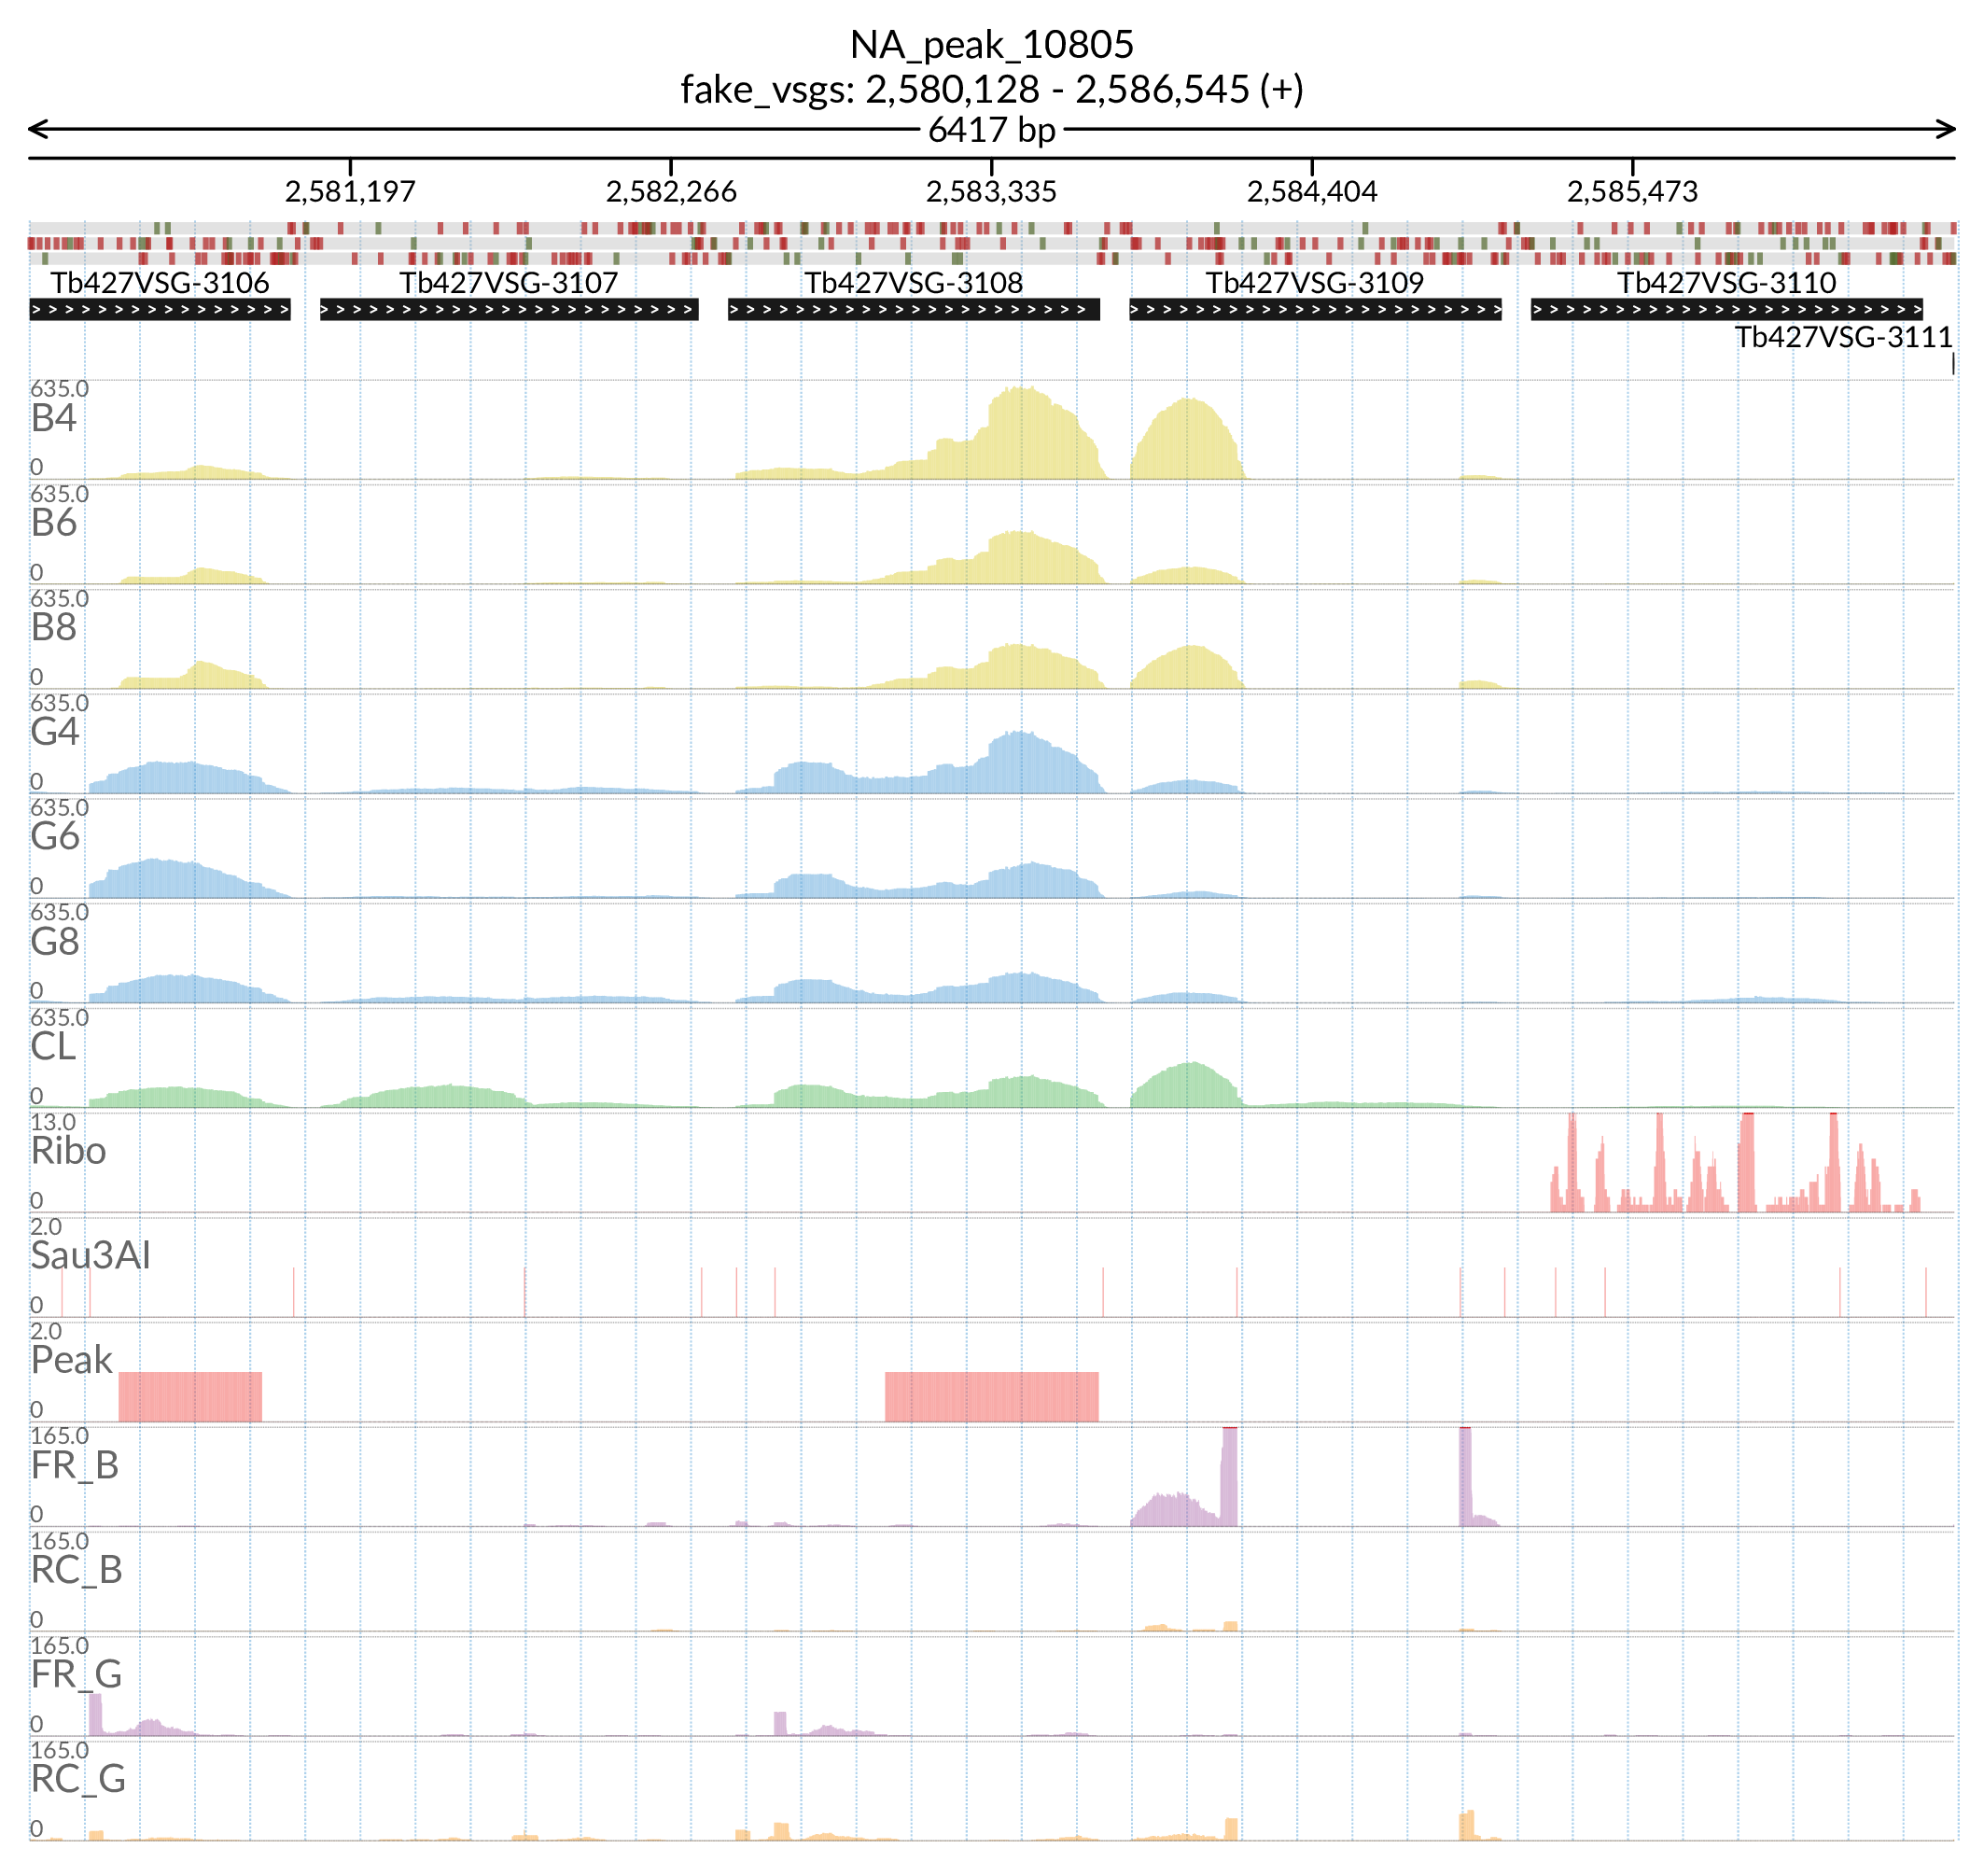 NA_peak_10805
fake_vsgs: 2,580,128 - 2,586,545 (+)
6417 bp
2,581,197 2,582,266 2,583,335 2,584,404 2,585,473
Tb427VSG-3106 Tb427VSG-3107 Tb427VSG-3108 Tb427VSG-3109 Tb427VSG-3110
Tb427VSG-3111
635.0
B4
0
635.0
B6
0
635.0
B8
0
635.0
G4
0
635.0
G6
0
635.0
G8
0
635.0
CL
0
13.0
Ribo
0
2.0
Sau3AI
0
2.0
Peak
0
165.0
FR_B
0
165.0
RC_B
0
165.0
FR_G
0
165.0
RC_G
0